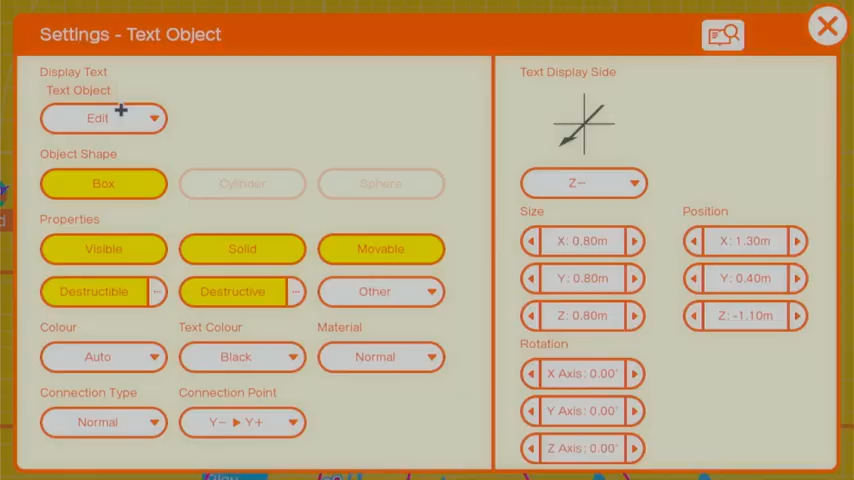 Settings - Text Object
Display Text
Text Object
Edit
Object Shape
Box
Cylinder
Sphere
Properties
Visible
Solid
Movable
Destructible
...
Destructive
...
Other
Colour
Text Colour
Material
Auto
Black
Normal
Connection Type
Connection Point
Normal
Y− ▶ Y+
Text Display Side
Z−
Size
Position
X: 0.80m
X: 1.30m
Y: 0.80m
Y: 0.40m
Z: 0.80m
Z: -1.10m
Rotation
X Axis: 0.00°
Y Axis: 0.00°
Z Axis: 0.00°